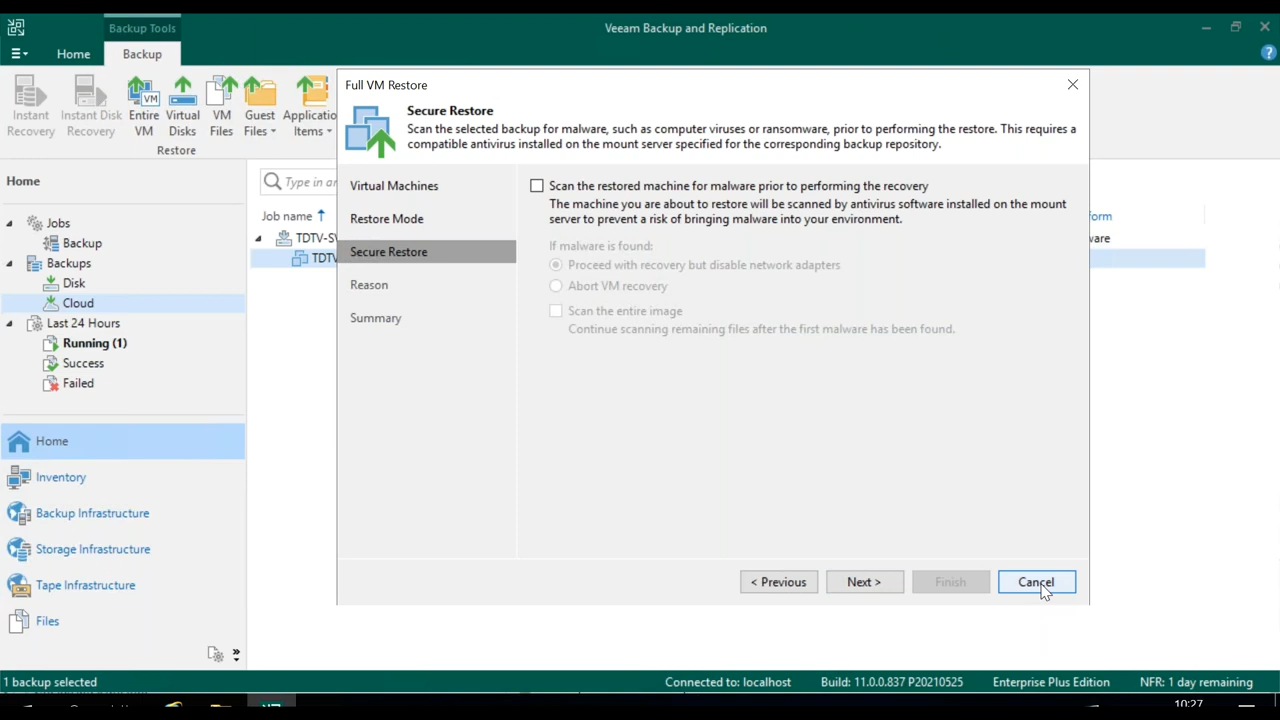 Backup Tools
Veeam Backup and Replication
Home
Backup
Instant Recovery
Instant Disk Recovery
Entire VM
Virtual Disks
VM Files
Guest Files
Application Items
Restore
Full VM Restore
Secure Restore
Scan the selected backup for malware, such as computer viruses or ransomware, prior to performing the restore. This requires a
compatible antivirus installed on the mount server specified for the corresponding backup repository.
Home
Type in an
Job name
form
TDTV-SV
ware
TDTV
Jobs
Backup
Backups
Disk
Cloud
Last 24 Hours
Running (1)
Success
Failed
Virtual Machines
Restore Mode
Secure Restore
Reason
Summary
Scan the restored machine for malware prior to performing the recovery
The machine you are about to restore will be scanned by antivirus software installed on the mount
server to prevent a risk of bringing malware into your environment.
If malware is found:
Proceed with recovery but disable network adapters
Abort VM recovery
Scan the entire image
Continue scanning remaining files after the first malware has been found.
Home
Inventory
Backup Infrastructure
Storage Infrastructure
Tape Infrastructure
Files
< Previous
Next >
Finish
Cancel
1 backup selected
Connected to: localhost
Build: 11.0.0.837 P20210525
Enterprise Plus Edition
NFR: 1 day remaining
10:27